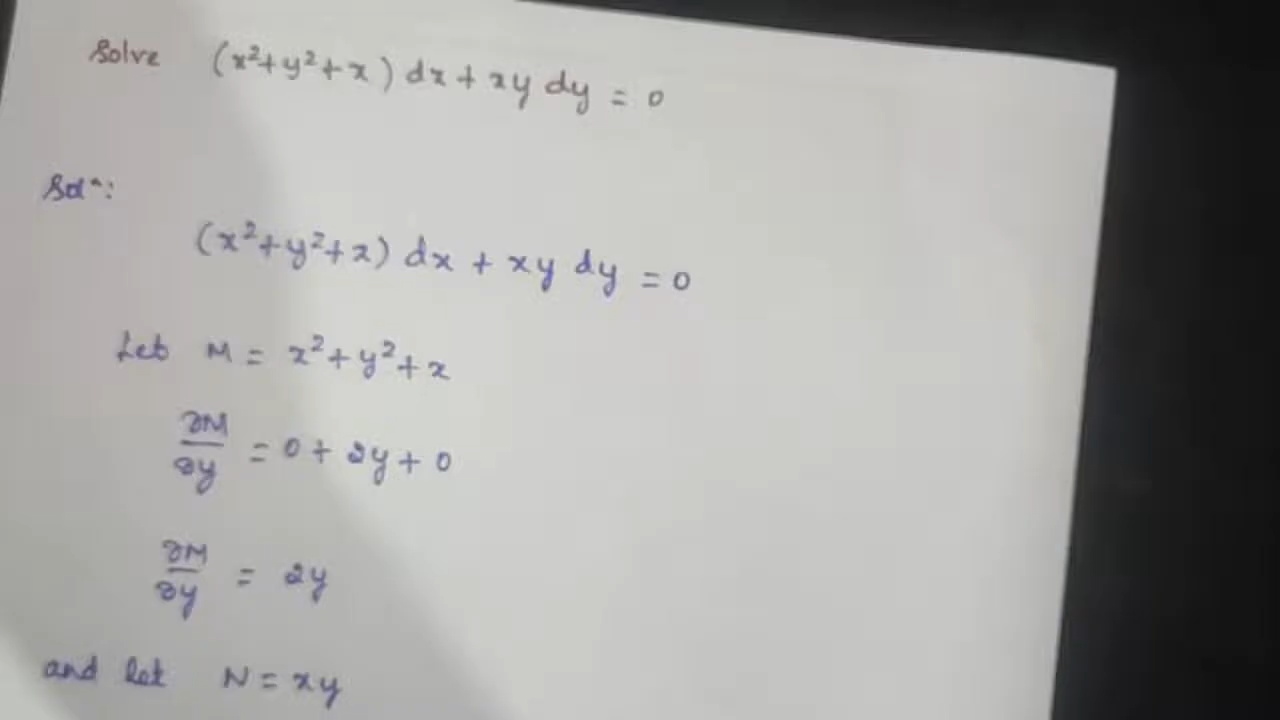 Solve (x²+y²+x) dx + xy dy = 0
Solⁿ:
(x²+y²+x) dx + xy dy = 0
Let M = x²+y²+x
∂M/∂y = 0 + 2y + 0
∂M/∂y = 2y
and let N = xy